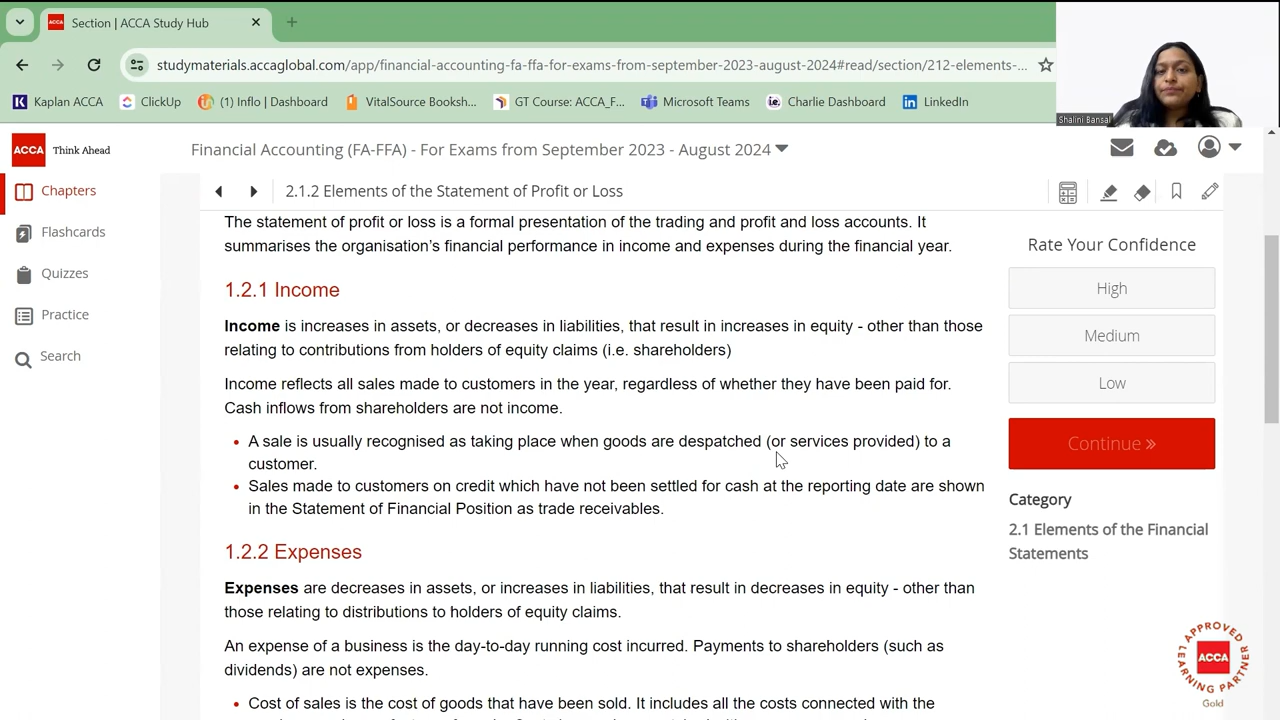 Section | ACCA Study Hub
studymaterials.accaglobal.com/app/financial-accounting-fa-ffa-for-exams-from-september-2023-august-2024#read/section/212-elements-...
Kaplan ACCA
ClickUp
(1) Inflo | Dashboard
VitalSource Booksh...
GT Course: ACCA_F...
Microsoft Teams
Charlie Dashboard
LinkedIn
Shalini Bansal
ACCA Think Ahead
Financial Accounting (FA-FFA) - For Exams from September 2023 - August 2024
Chapters
Flashcards
Quizzes
Practice
Search
2.1.2 Elements of the Statement of Profit or Loss
The statement of profit or loss is a formal presentation of the trading and profit and loss accounts. It
summarises the organisation's financial performance in income and expenses during the financial year.
1.2.1 Income
Income is increases in assets, or decreases in liabilities, that result in increases in equity - other than those
relating to contributions from holders of equity claims (i.e. shareholders)
Income reflects all sales made to customers in the year, regardless of whether they have been paid for.
Cash inflows from shareholders are not income.
• A sale is usually recognised as taking place when goods are despatched (or services provided) to a
customer.
• Sales made to customers on credit which have not been settled for cash at the reporting date are shown
in the Statement of Financial Position as trade receivables.
1.2.2 Expenses
Expenses are decreases in assets, or increases in liabilities, that result in decreases in equity - other than
those relating to distributions to holders of equity claims.
An expense of a business is the day-to-day running cost incurred. Payments to shareholders (such as
dividends) are not expenses.
• Cost of sales is the cost of goods that have been sold. It includes all the costs connected with the
Rate Your Confidence
High
Medium
Low
Continue »
Category
2.1 Elements of the Financial
Statements
APPROVED
ACCA
LEARNING PARTNER
Gold